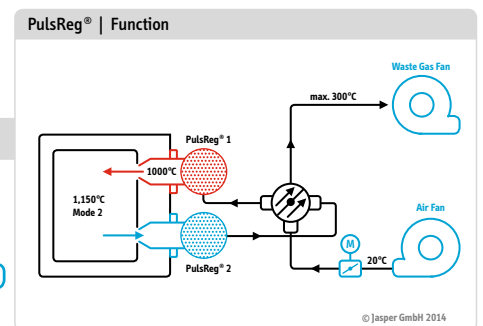 PulsReg® | Function
Waste Gas Fan
max. 300°C
PulsReg® 1
1000°C
1,150°C
Mode 2
Air Fan
M
20°C
PulsReg® 2
© Jasper GmbH 2014